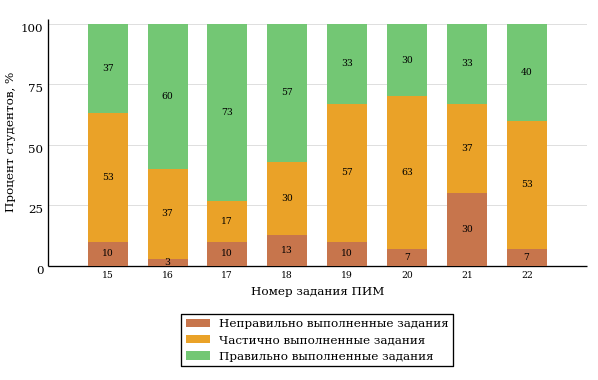 Процент студентов, %
100
75
50
25
0
37 60 73 57 33 30 33 40
53 37 17 30 57 63 37 53
10 3 10 13 10 7 30 7
15 16 17 18 19 20 21 22
Номер задания ПИМ
Неправильно выполненные задания
Частично выполненные задания
Правильно выполненные задания